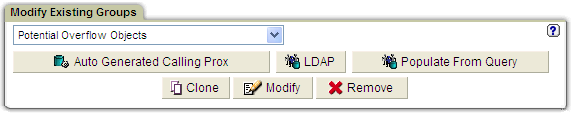 Modify Existing Groups
Potential Overflow Objects
?
Auto Generated Calling Prox
LDAP
Populate From Query
Clone
Modify
Remove